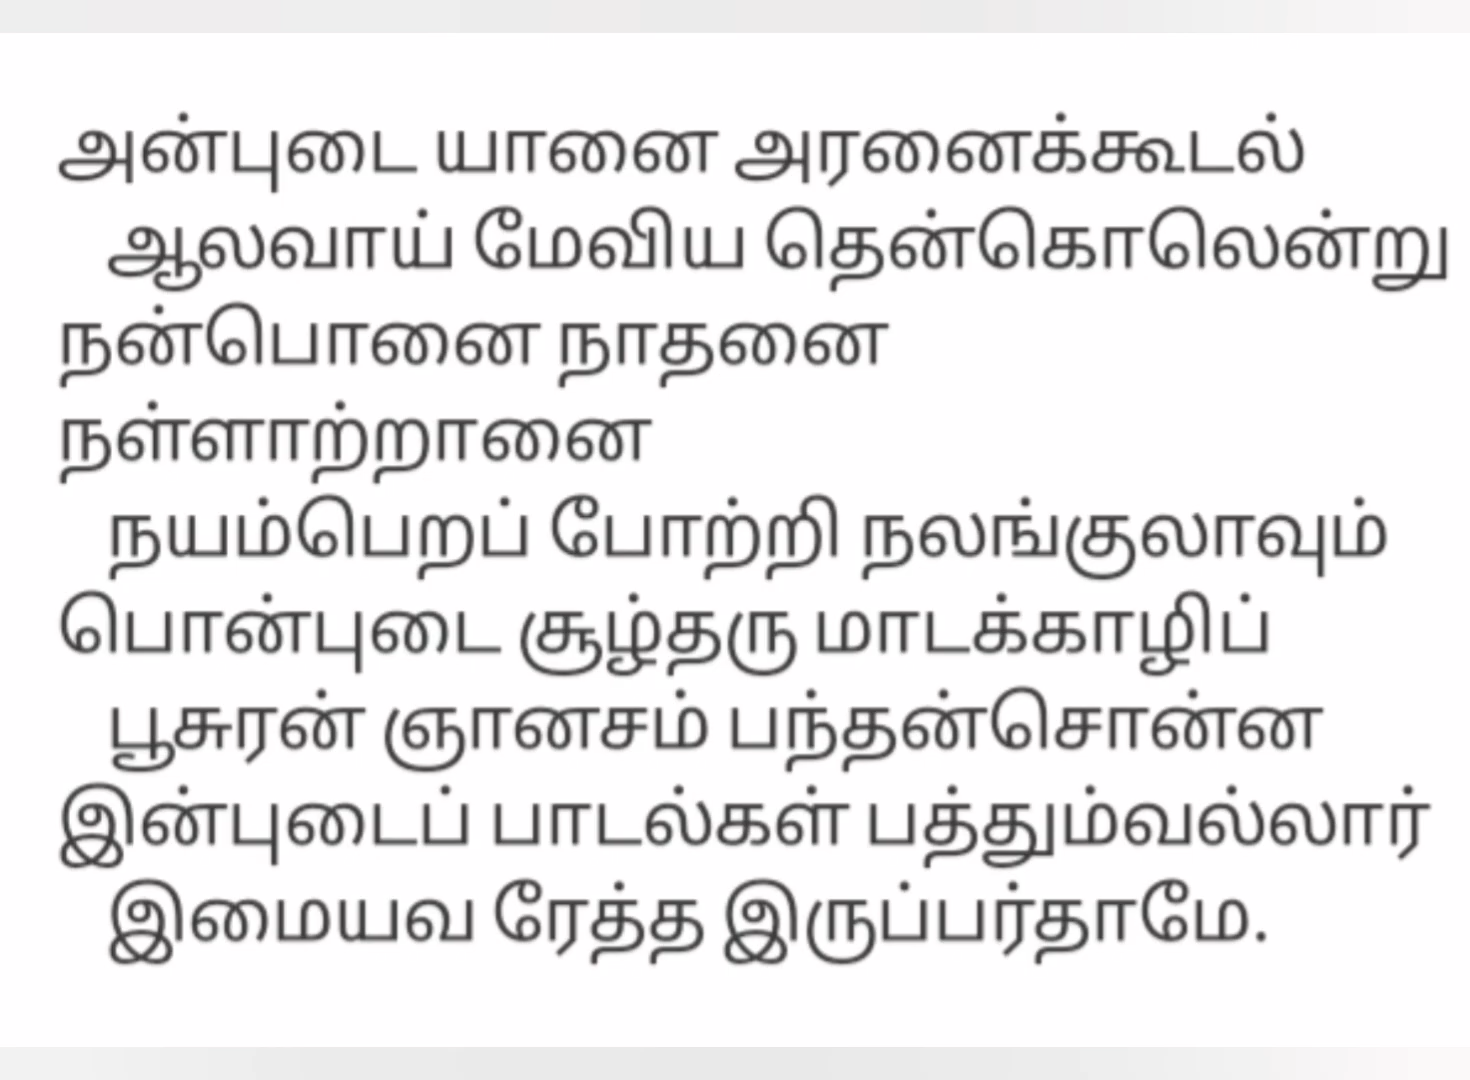 அன்புடை யானை அரனைக்கூடல்
ஆலவாய் மேவிய தென்கொலென்று
நன்பொனை நாதனை
நள்ளாற்றானை
நயம்பெறப் போற்றி நலங்குலாவும்
பொன்புடை சூழ்தரு மாடக்காழிப்
பூசுரன் ஞானசம் பந்தன்சொன்ன
இன்புடைப் பாடல்கள் பத்தும்வல்லார்
இமையவ ரேத்த இருப்பர்தாமே.